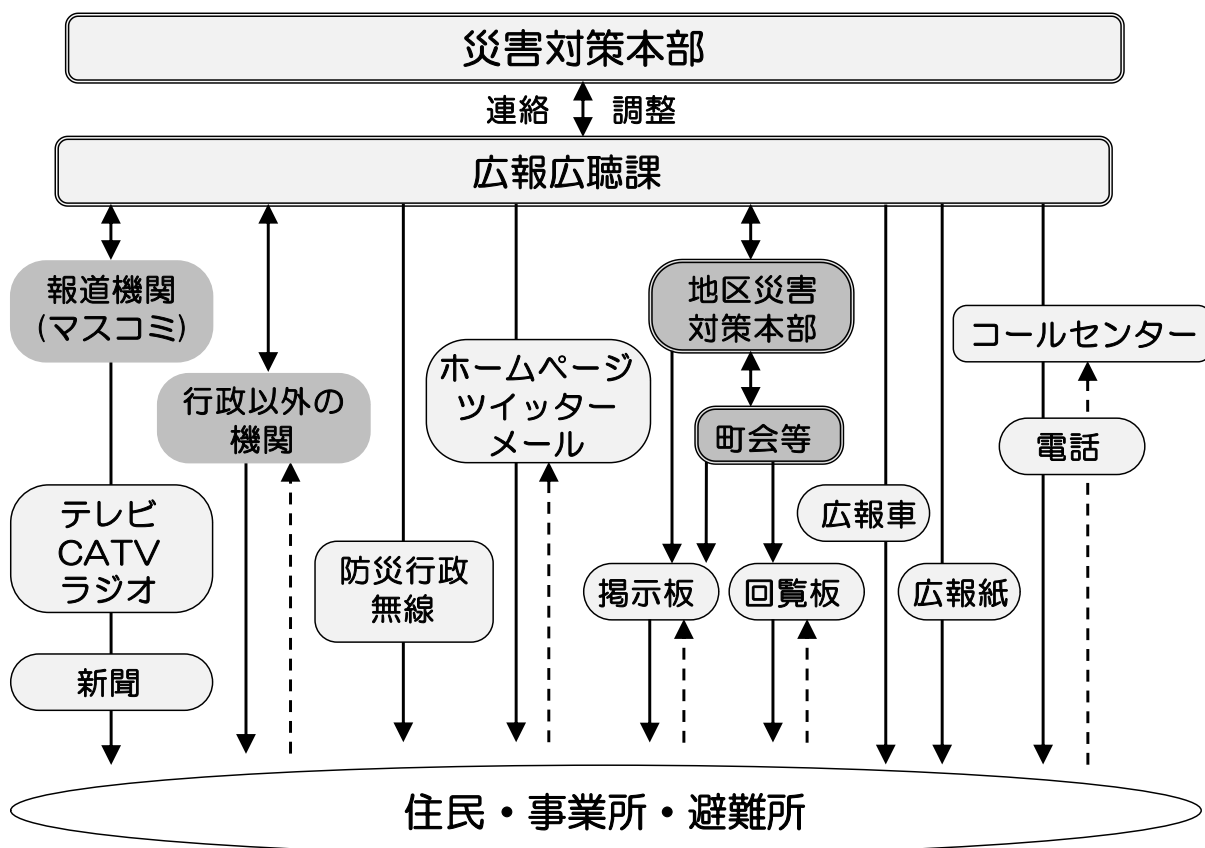 災害対策本部
連絡 調整
広報広聴課
報道機関
(マスコミ)
行政以外の
機関
テレビ
CATV
ラジオ
新聞
防災行政
無線
ホームページ
ツイッター
メール
地区災害
対策本部
町会等
掲示板
回覧板
広報車
広報紙
コールセンター
電話
住民・事業所・避難所